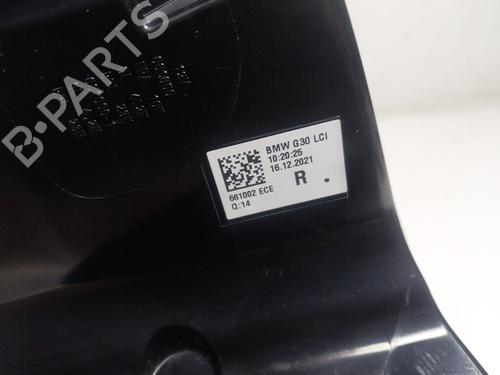 B-PARTS
BMW G30 LCI
10:20:25
16.12.2021
661002 ECE
Q:14
R .